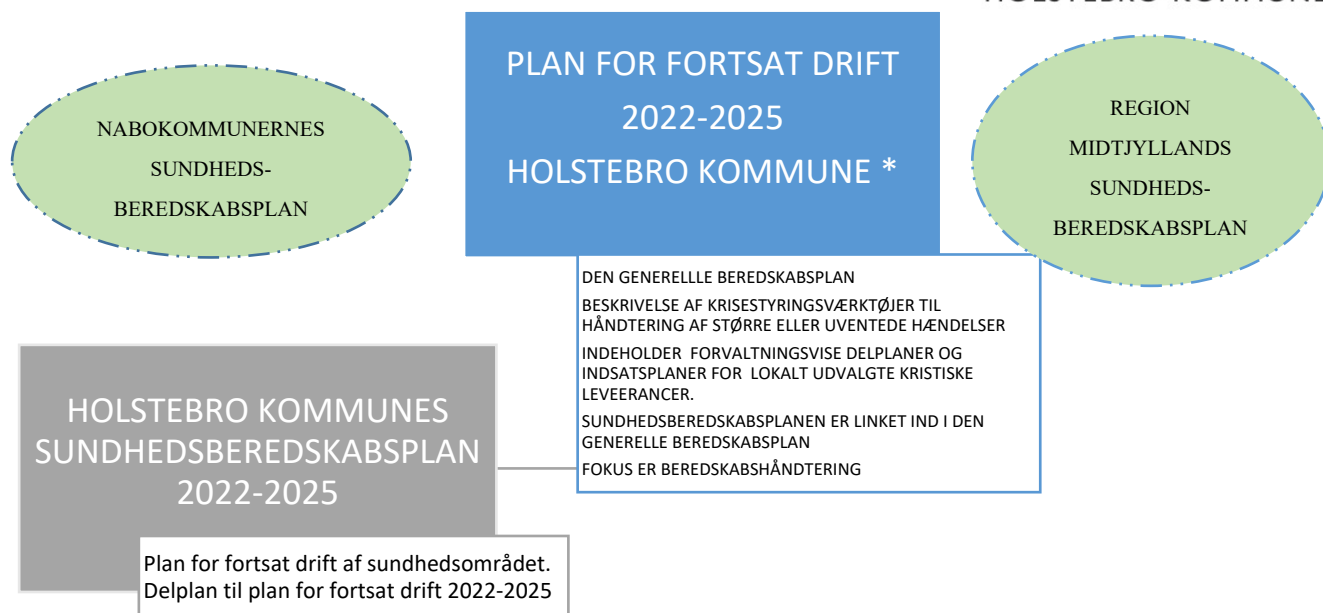 HOLSTEBRO KOMMUNE
PLAN FOR FORTSAT DRIFT
2022-2025
HOLSTEBRO KOMMUNE *
NABOKOMMUNERNES
SUNDHEDS-
BEREDSKABSPLAN
REGION
MIDTJYLLANDS
SUNDHEDS-
BEREDSKABSPLAN
DEN GENERELLLE BEREDSKABSPLAN
BESKRIVELSE AF KRISESTYRINGSVÆRKTØJER TIL
HÅNDTERING AF STØRRE ELLER UVENTEDE HÆNDELSER
INDEHOLDER FORVALTNINGSVISE DELPLANER OG
INDSATSPLANER FOR LOKALT UDVALGTE KRISTISKE
LEVEERANCER.
SUNDHEDSBEREDSKABSPLANEN ER LINKET IND I DEN
GENERELLE BEREDSKABSPLAN
FOKUS ER BEREDSKABSHÅNDTERING
HOLSTEBRO KOMMUNES
SUNDHEDSBEREDSKABSPLAN
2022-2025
Plan for fortsat drift af sundhedsområdet.
Delplan til plan for fortsat drift 2022-2025